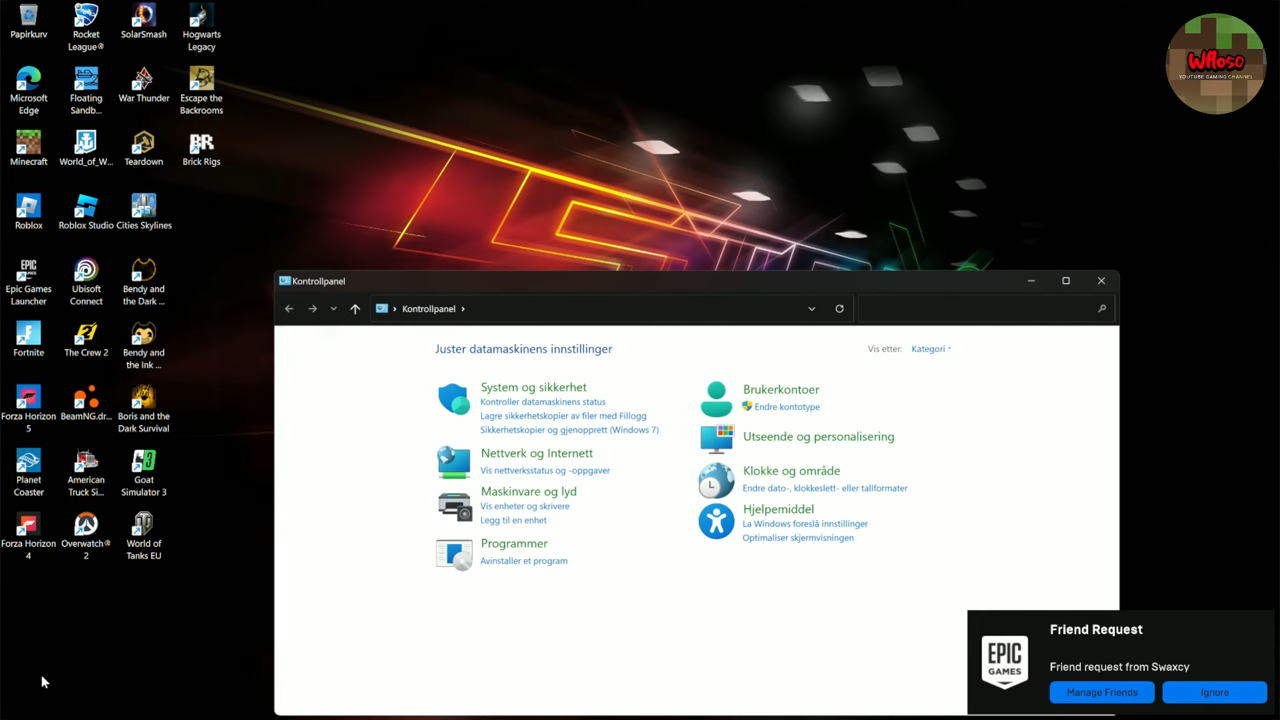 Papirkurv
Rocket
League®
SolarSmash
Hogwarts
Legacy
Microsoft
Edge
Floating
Sandb...
War Thunder
Escape the
Backrooms
Minecraft
World_of_W...
Teardown
BR
Brick Rigs
Roblox
Roblox Studio
Cities Skylines
EPIC
GAMES
Epic Games
Launcher
Ubisoft
Connect
Bendy and
the Dark ...
Fortnite
The Crew 2
Bendy and
the Ink ...
Forza Horizon
5
BeamNG.dr...
Boris and the
Dark Survival
Planet
Coaster
American
Truck Si...
3
Goat
Simulator 3
Forza Horizon
4
Overwatch®
2
World of
Tanks EU
Wfloso
YOUTUBE GAMING CHANNEL
Kontrollpanel
Kontrollpanel
Juster datamaskinens innstillinger
Vis etter: Kategori
System og sikkerhet
Kontroller datamaskinens status
Lagre sikkerhetskopier av filer med Fillogg
Sikkerhetskopier og gjenopprett (Windows 7)
Nettverk og Internett
Vis nettverksstatus og -oppgaver
Maskinvare og lyd
Vis enheter og skrivere
Legg til en enhet
Programmer
Avinstaller et program
Brukerkontoer
Endre kontotype
Utseende og personalisering
Klokke og område
Endre dato-, klokkeslett- eller tallformater
Hjelpemiddel
La Windows foreslå innstillinger
Optimaliser skjermvisningen
EPIC
GAMES
Friend Request
Friend request from Swaxcy
Manage Friends
Ignore